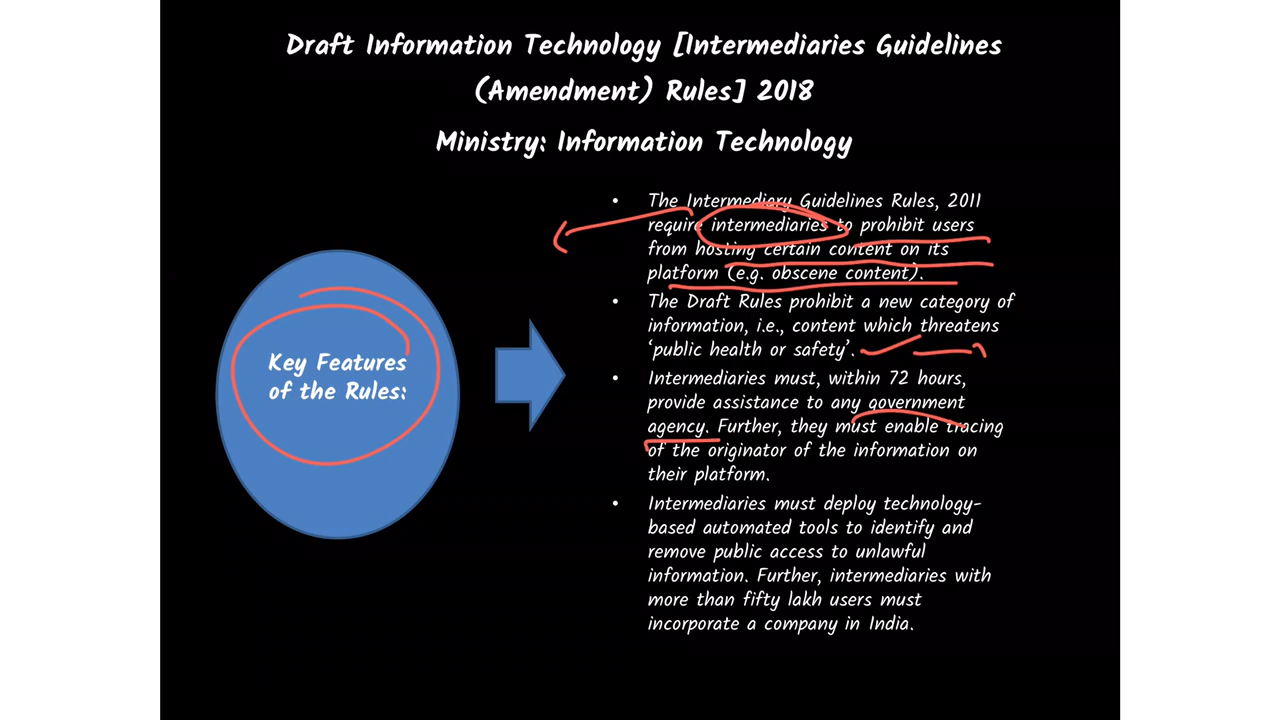 Draft Information Technology [Intermediaries Guidelines
(Amendment) Rules] 2018
Ministry: Information Technology
Key Features
of the Rules:
• The Intermediary Guidelines Rules, 2011
require intermediaries to prohibit users
from hosting certain content on its
platform (e.g. obscene content).
• The Draft Rules prohibit a new category of
information, i.e., content which threatens
‘public health or safety’.
• Intermediaries must, within 72 hours,
provide assistance to any government
agency. Further, they must enable tracing
of the originator of the information on
their platform.
• Intermediaries must deploy technology-
based automated tools to identify and
remove public access to unlawful
information. Further, intermediaries with
more than fifty lakh users must
incorporate a company in India.